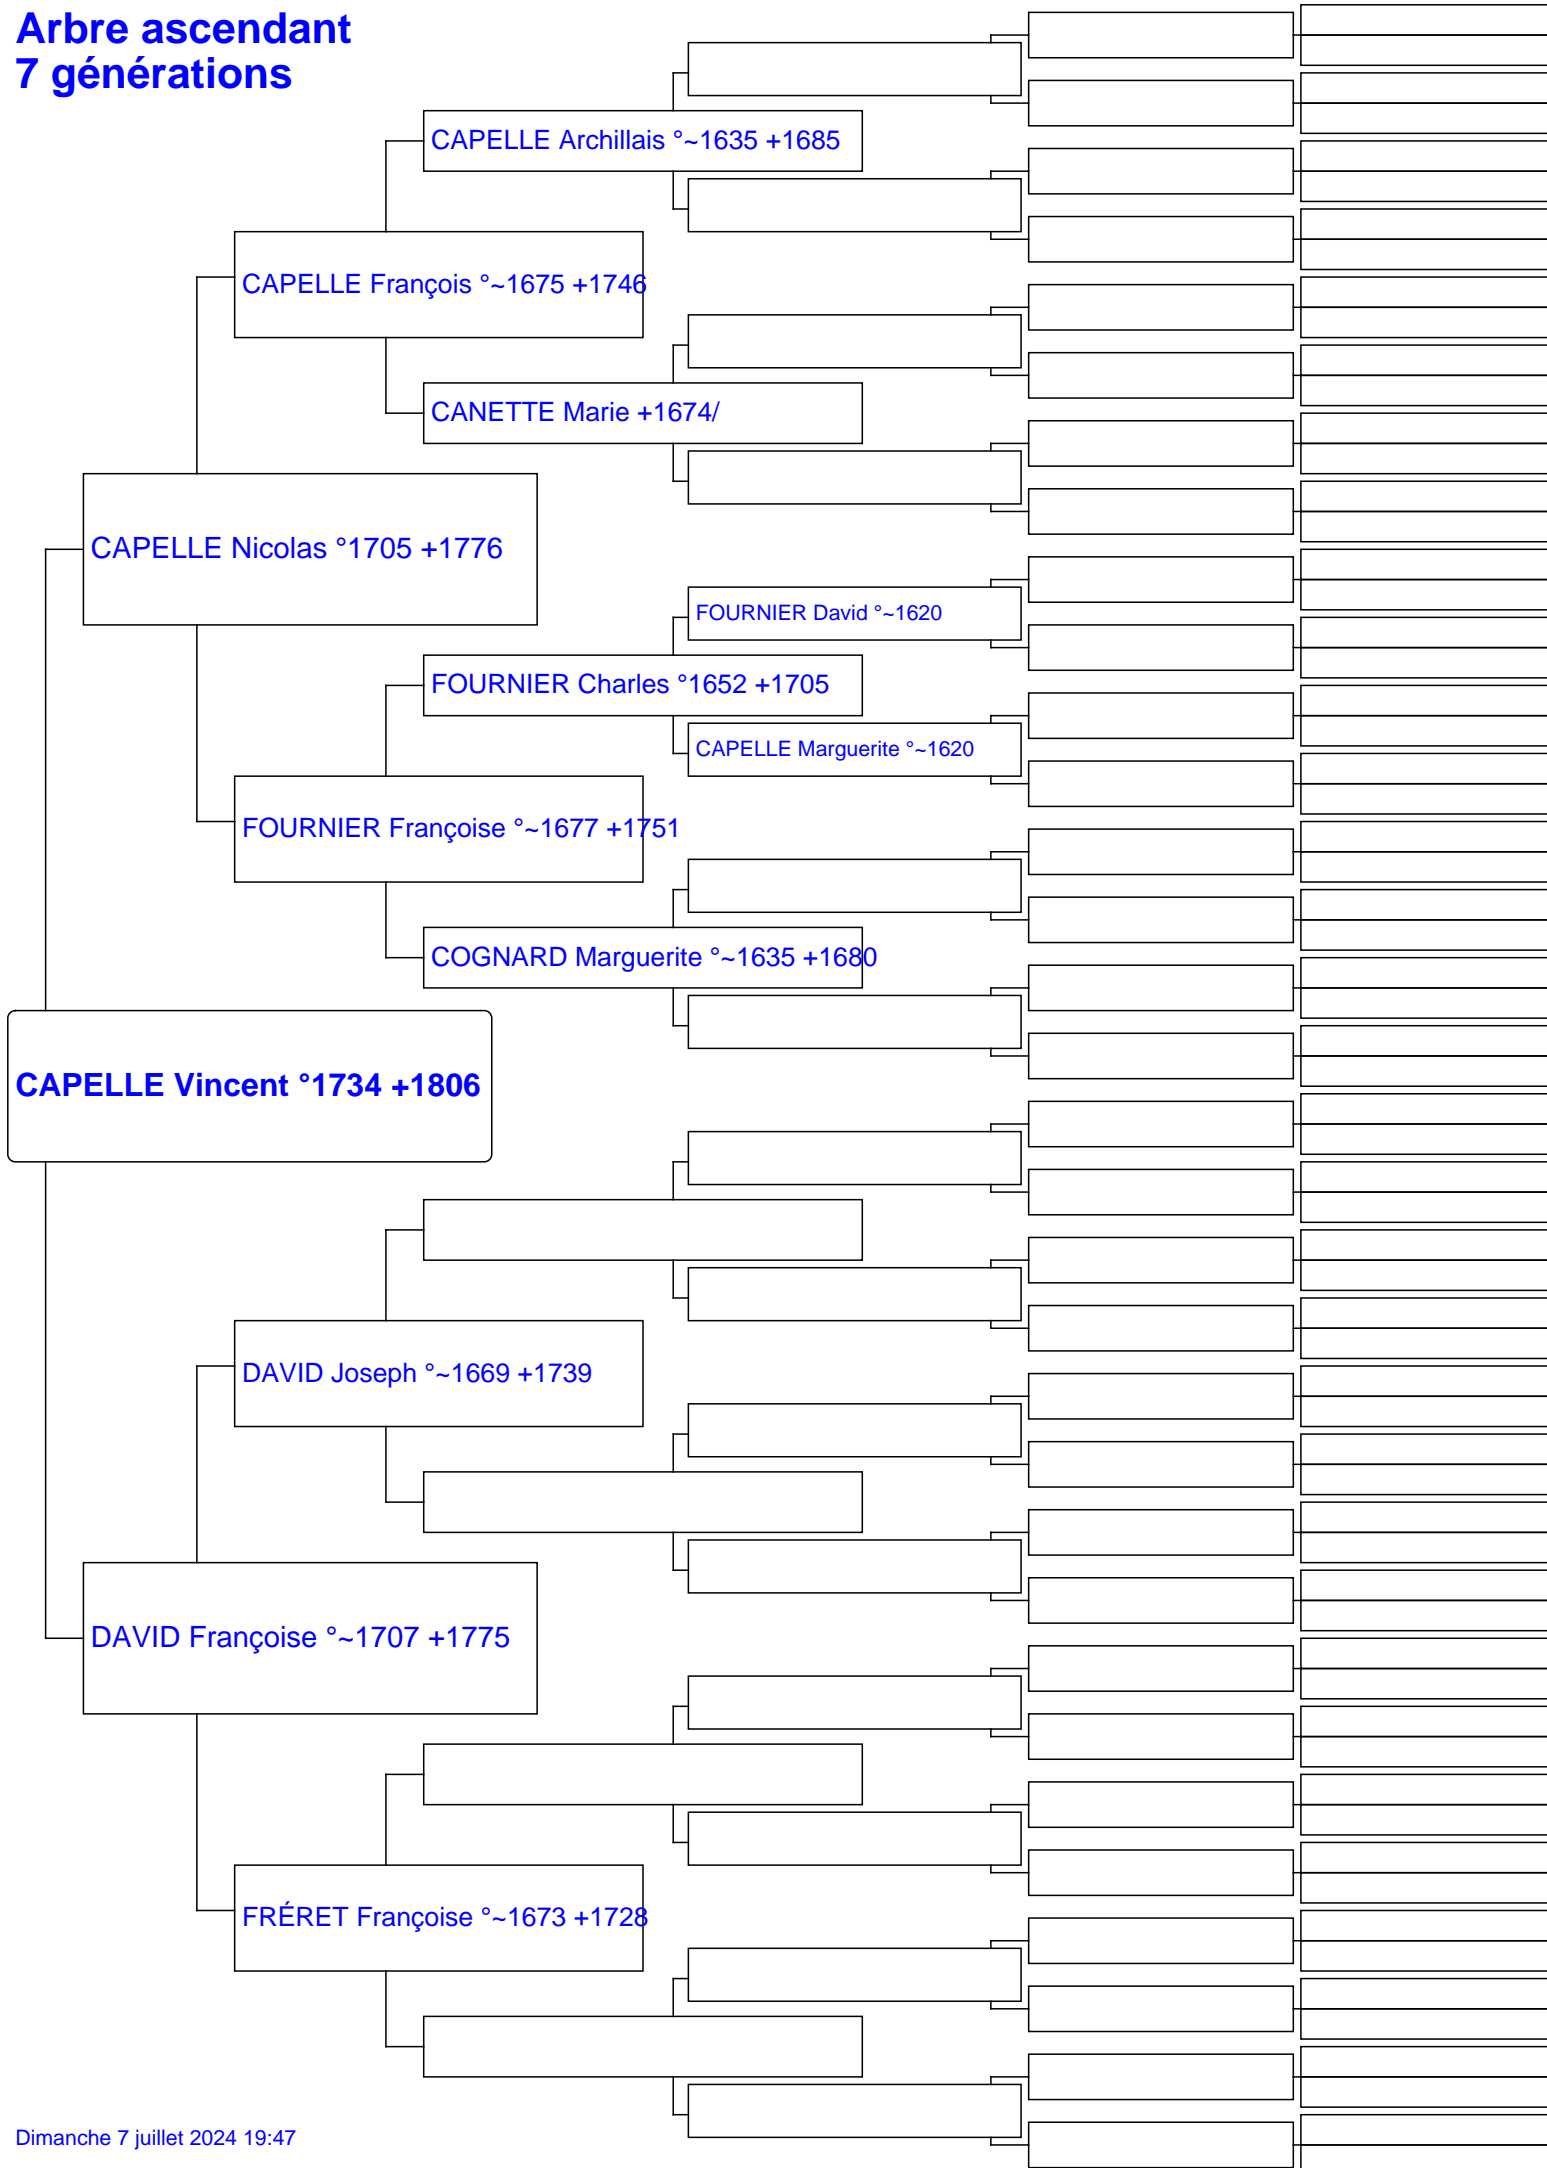 Arbre ascendant
7 générations
CAPELLE Archillais °~1635 +1685
CAPELLE François °~1675 +1746
CANETTE Marie +1674/
CAPELLE Nicolas °1705 +1776
FOURNIER David °~1620
FOURNIER Charles °1652 +1705
CAPELLE Marguerite °~1620
FOURNIER Françoise °~1677 +1751
COGNARD Marguerite °~1635 +1680
CAPELLE Vincent °1734 +1806
DAVID Joseph °~1669 +1739
DAVID Françoise °~1707 +1775
FRÉRET Françoise °~1673 +1728
Dimanche 7 juillet 2024 19:47